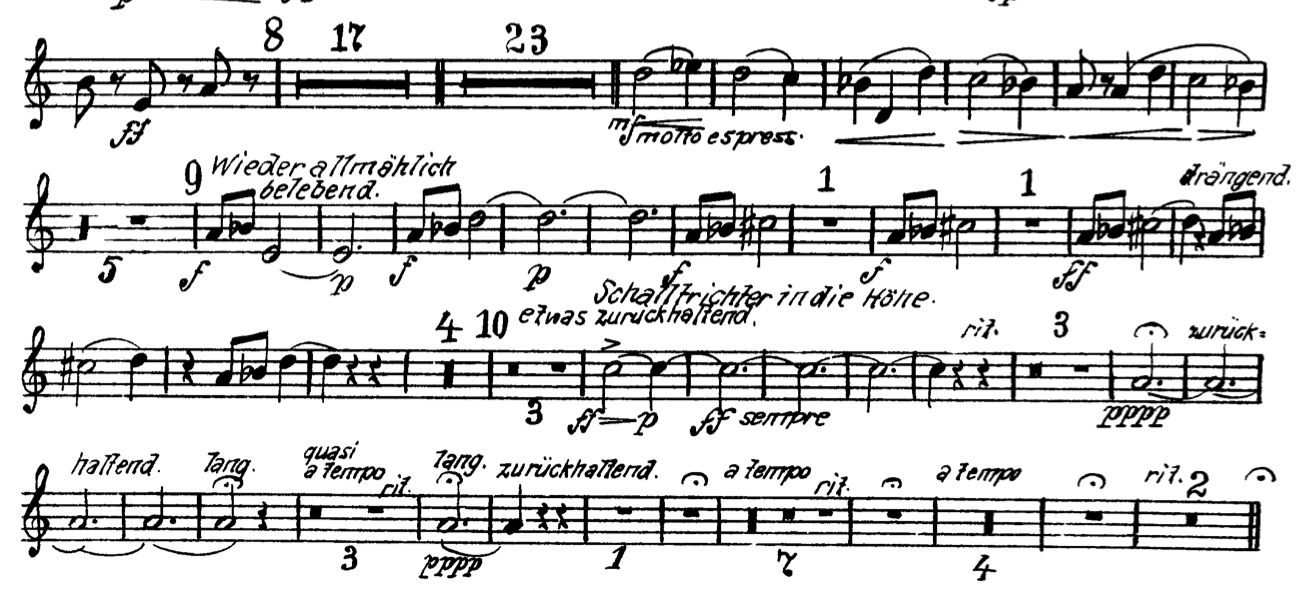 8 17 23
ff mf molto espress.
9 Wieder allmählich 1 1 drängend.
belebend.
5 f p f p f f ff
Schalltrichter in die Höhe.
4 10 etwas zurückhaltend. rit. 3 zurück=
3 ff p ff sempre pppp
haltend. lang. quasi lang. zurückhaltend. a tempo rit. a tempo rit. 2
a tempo rit.
3 pppp 1 7 4